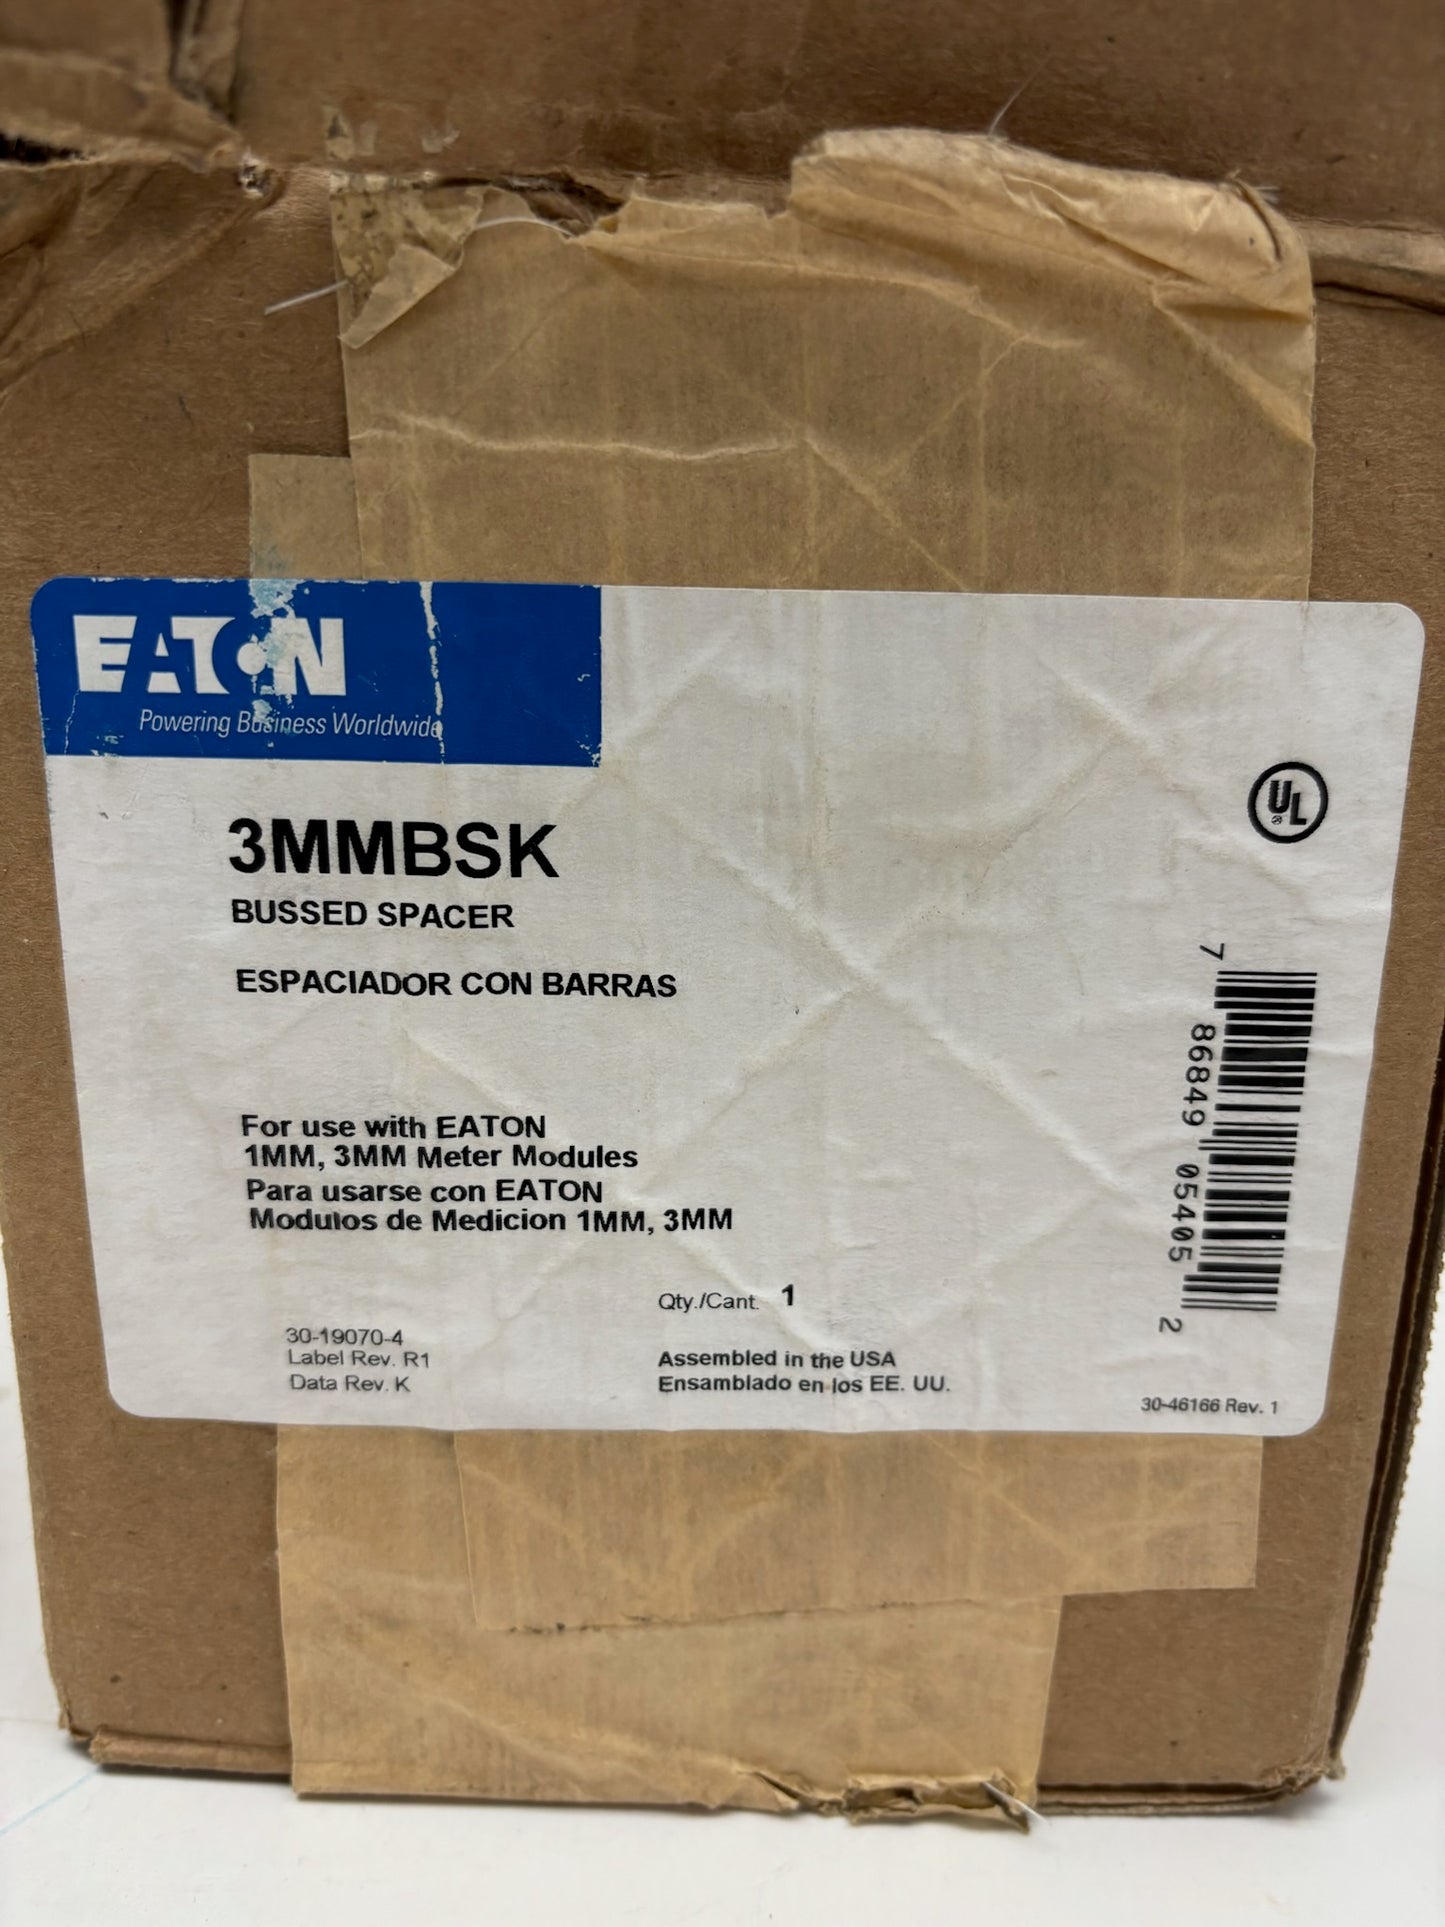 EATON
Powering Business Worldwide
UL
3MMBSK
BUSSED SPACER
ESPACIADOR CON BARRAS
For use with EATON
1MM, 3MM Meter Modules
Para usarse con EATON
Modulos de Medicion 1MM, 3MM
7 86849 05405 2
Qty./Cant. 1
30-19070-4
Label Rev. R1
Data Rev. K
Assembled in the USA
Ensamblado en los EE. UU.
30-46166 Rev. 1